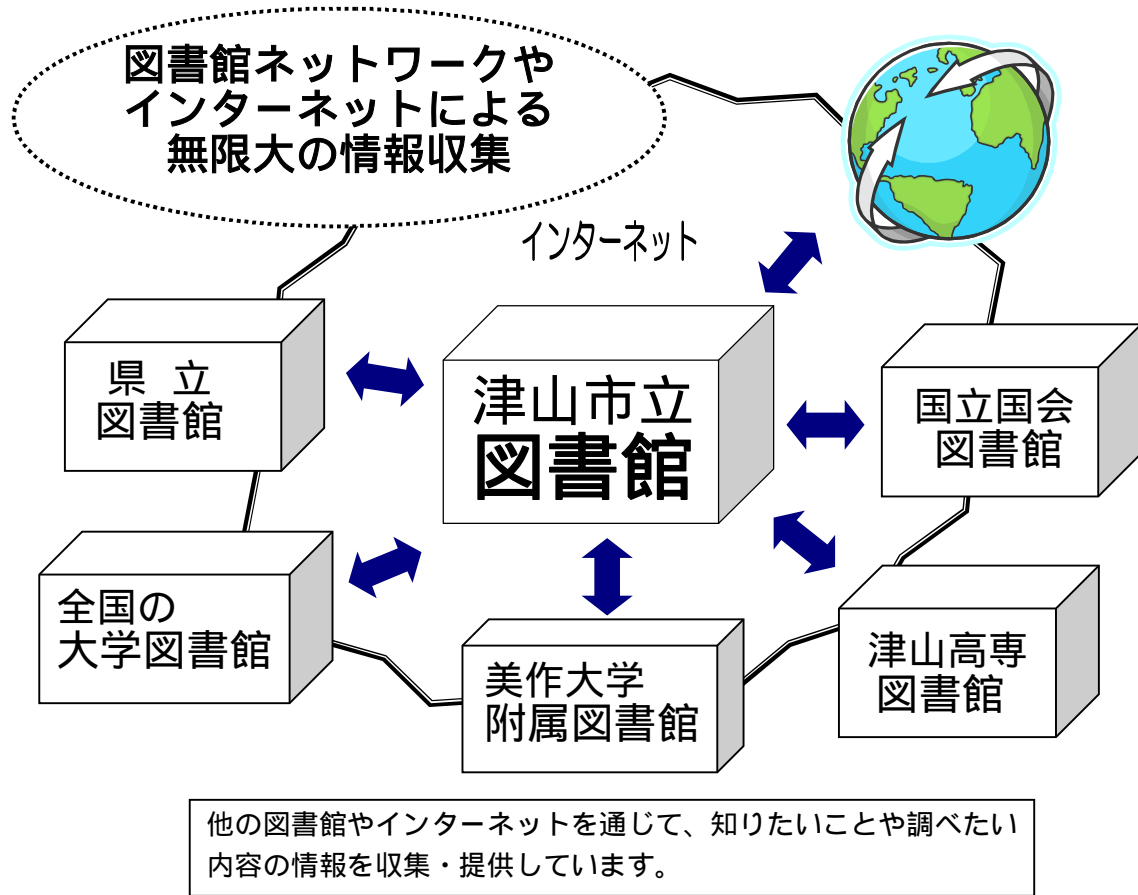 図書館ネットワークや
インターネットによる
無限大の情報収集
インターネット
県 立
図書館
津山市立
図書館
国立国会
図書館
全国の
大学図書館
美作大学
附属図書館
津山高専
図書館
他の図書館やインターネットを通じて、知りたいことや調べたい
内容の情報を収集・提供しています。